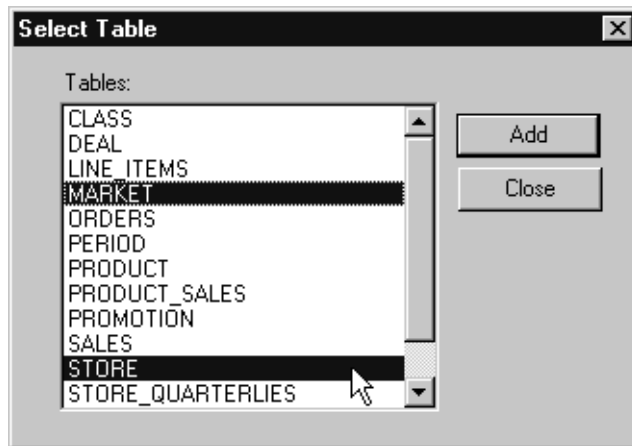 Select Table
Tables:
CLASS
DEAL
LINE_ITEMS
MARKET
ORDERS
PERIOD
PRODUCT
PRODUCT_SALES
PROMOTION
SALES
STORE
STORE_QUARTERLIES
Add
Close